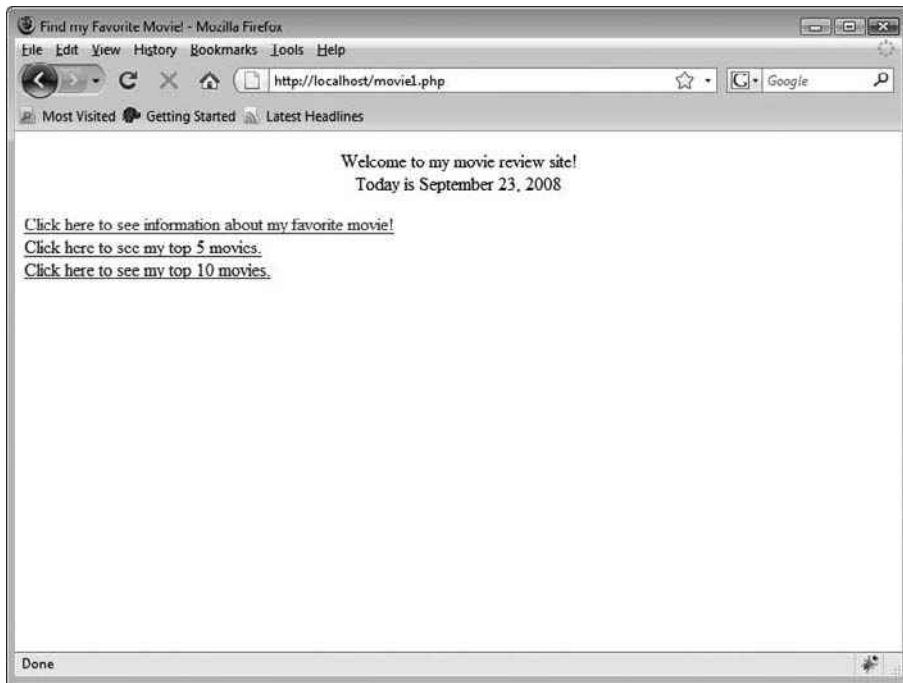 Find my Favorite Movie! - Mozilla Firefox
File Edit View History Bookmarks Tools Help
http://localhost/movie1.php
G Google
Most Visited Getting Started Latest Headlines
Welcome to my movie review site!
Today is September 23, 2008
Click here to see information about my favorite movie!
Click here to see my top 5 movies.
Click here to see my top 10 movies.
Done